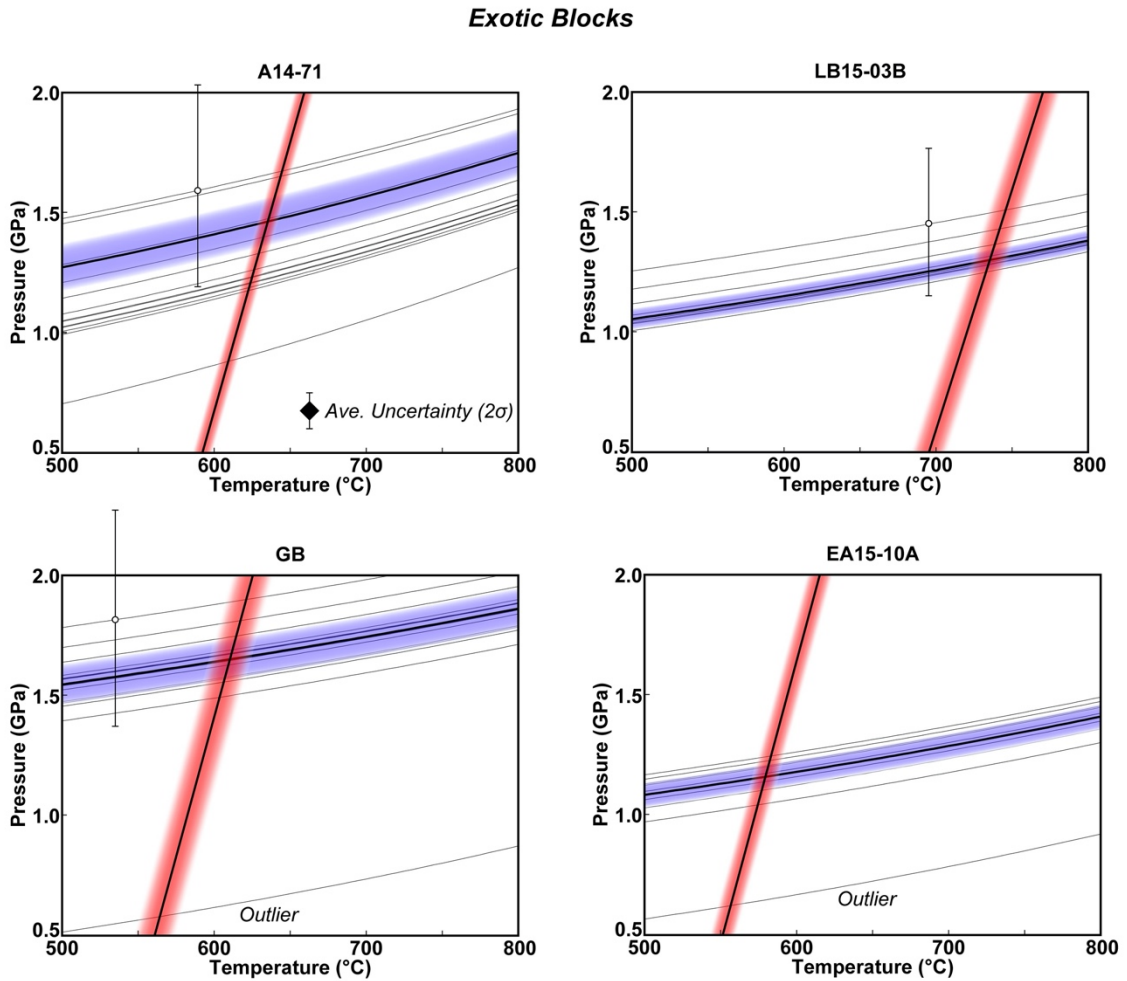 Exotic Blocks
A14-71
2.0
1.5
1.0
0.5
Pressure (GPa)
500 600 700 800
Temperature (°C)
Ave. Uncertainty (2σ)
LB15-03B
2.0
1.5
1.0
0.5
Pressure (GPa)
500 600 700 800
Temperature (°C)
GB
2.0
1.5
1.0
0.5
Pressure (GPa)
Outlier
500 600 700 800
Temperature (°C)
EA15-10A
2.0
1.5
1.0
0.5
Pressure (GPa)
Outlier
500 600 700 800
Temperature (°C)